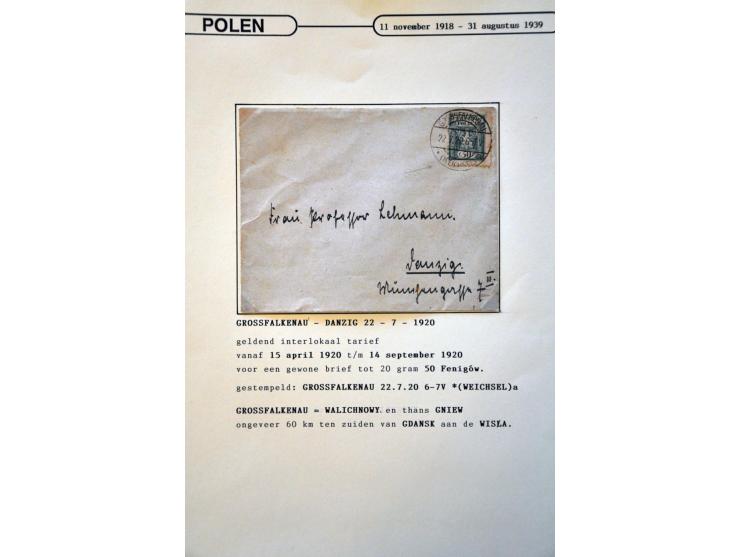 POLEN
11 november 1918 - 31 augustus 1939
Frau Professor Lehmann.
Danzig.
7 III.
GROSSFALKENAU - DANZIG 22 - 7 - 1920
geldend interlokaal tarief
vanaf 15 april 1920 t/m 14 september 1920
voor een gewone brief tot 20 gram 50 Fenigów.
gestempeld: GROSSFALKENAU 22.7.20 6-7V *(WEICHSEL)a
GROSSFALKENAU = WALICHNOWY en thans GNIEW
ongeveer 60 km ten zuiden van GDANSK aan de WISŁA.